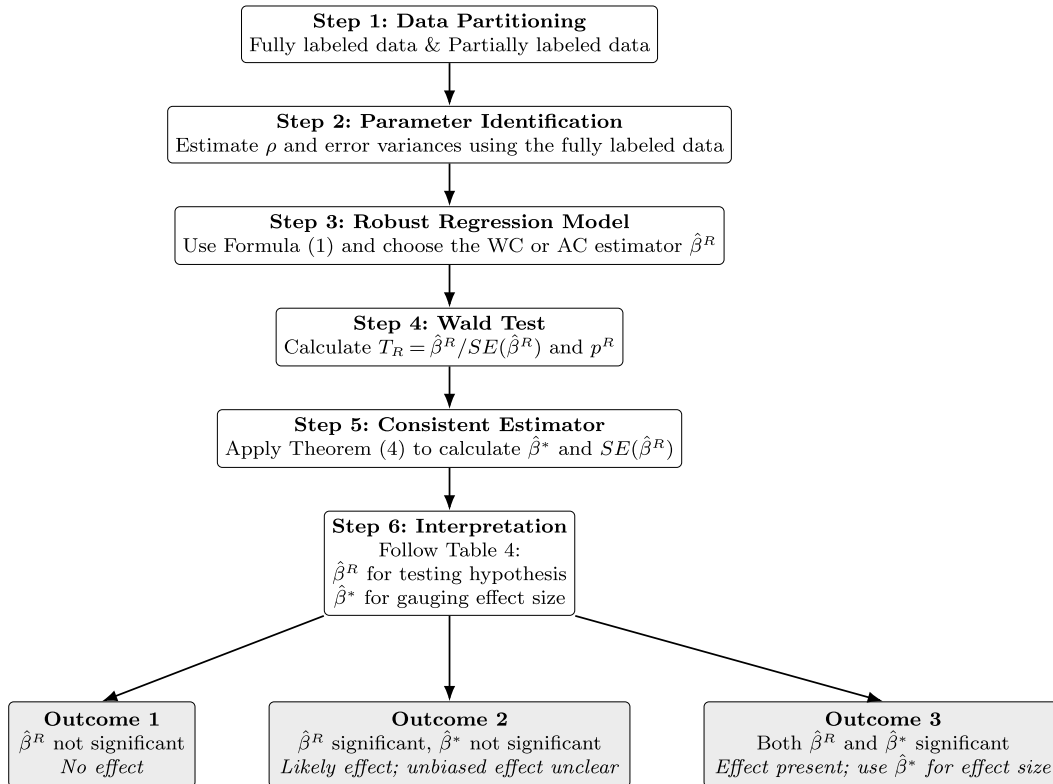 Step 1: Data Partitioning
Fully labeled data & Partially labeled data
Step 2: Parameter Identification
Estimate ρ and error variances using the fully labeled data
Step 3: Robust Regression Model
Use Formula (1) and choose the WC or AC estimator β̂ᴿ
Step 4: Wald Test
Calculate T_R = β̂ᴿ/SE(β̂ᴿ) and pᴿ
Step 5: Consistent Estimator
Apply Theorem (4) to calculate β̂* and SE(β̂ᴿ)
Step 6: Interpretation
Follow Table 4:
β̂ᴿ for testing hypothesis
β̂* for gauging effect size
Outcome 1
β̂ᴿ not significant
No effect
Outcome 2
β̂ᴿ significant, β̂* not significant
Likely effect; unbiased effect unclear
Outcome 3
Both β̂ᴿ and β̂* significant
Effect present; use β̂* for effect size